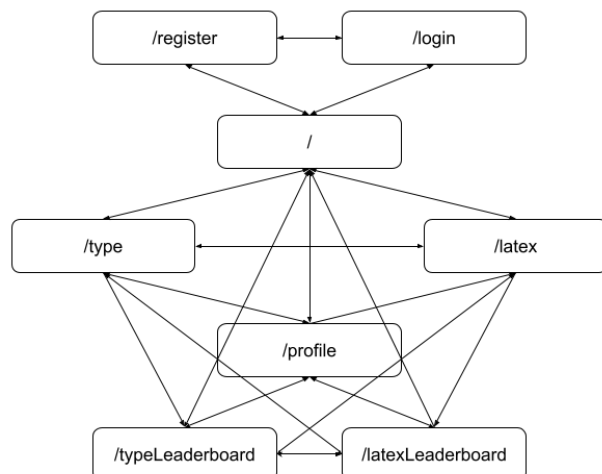 /register
/login
/
/type
/latex
/profile
/typeLeaderboard
/latexLeaderboard